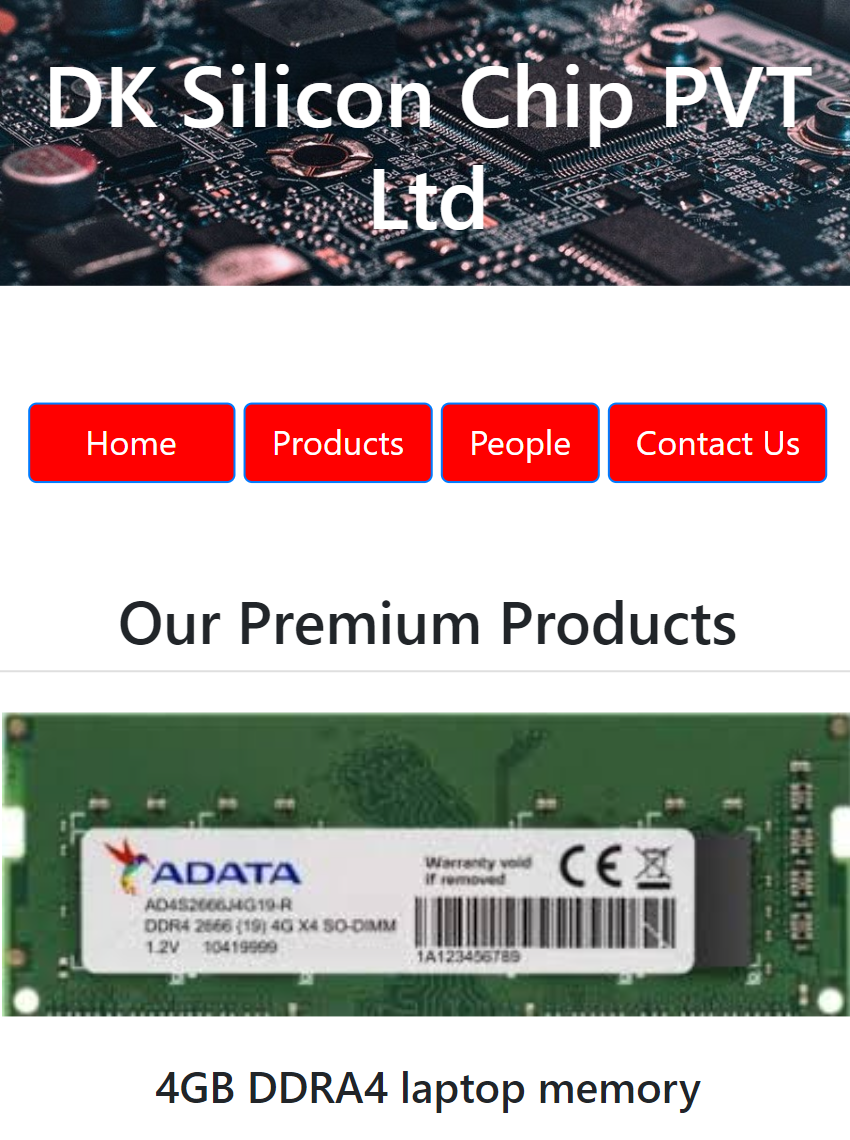 DK Silicon Chip PVT
Ltd
Home
Products
People
Contact Us
Our Premium Products
ADATA
Warranty void
if removed
CE
AD4S2666J4G19-R
DDR4 2666 (19) 4G X4 SO-DIMM
1.2V 10419999
1A123456789
4GB DDRA4 laptop memory